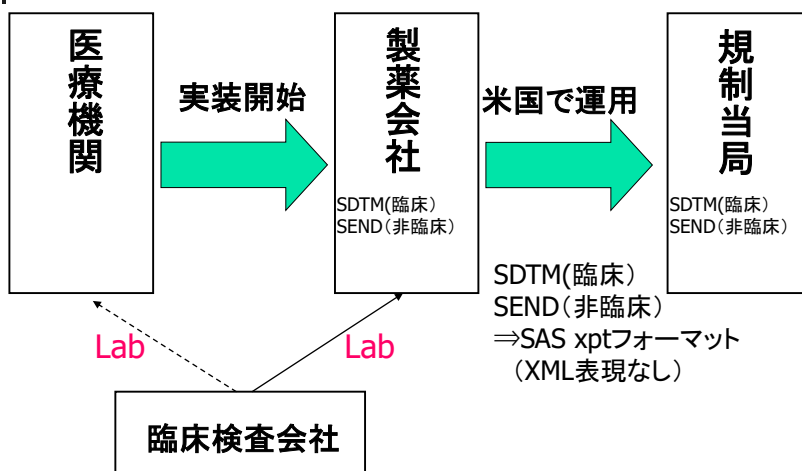 医療機関
実装開始
製薬会社
SDTM(臨床)
SEND(非臨床)
米国で運用
規制当局
SDTM(臨床)
SEND(非臨床)
SDTM(臨床)
SEND(非臨床)
⇒SAS xptフォーマット
(XML表現なし)
Lab
Lab
臨床検査会社